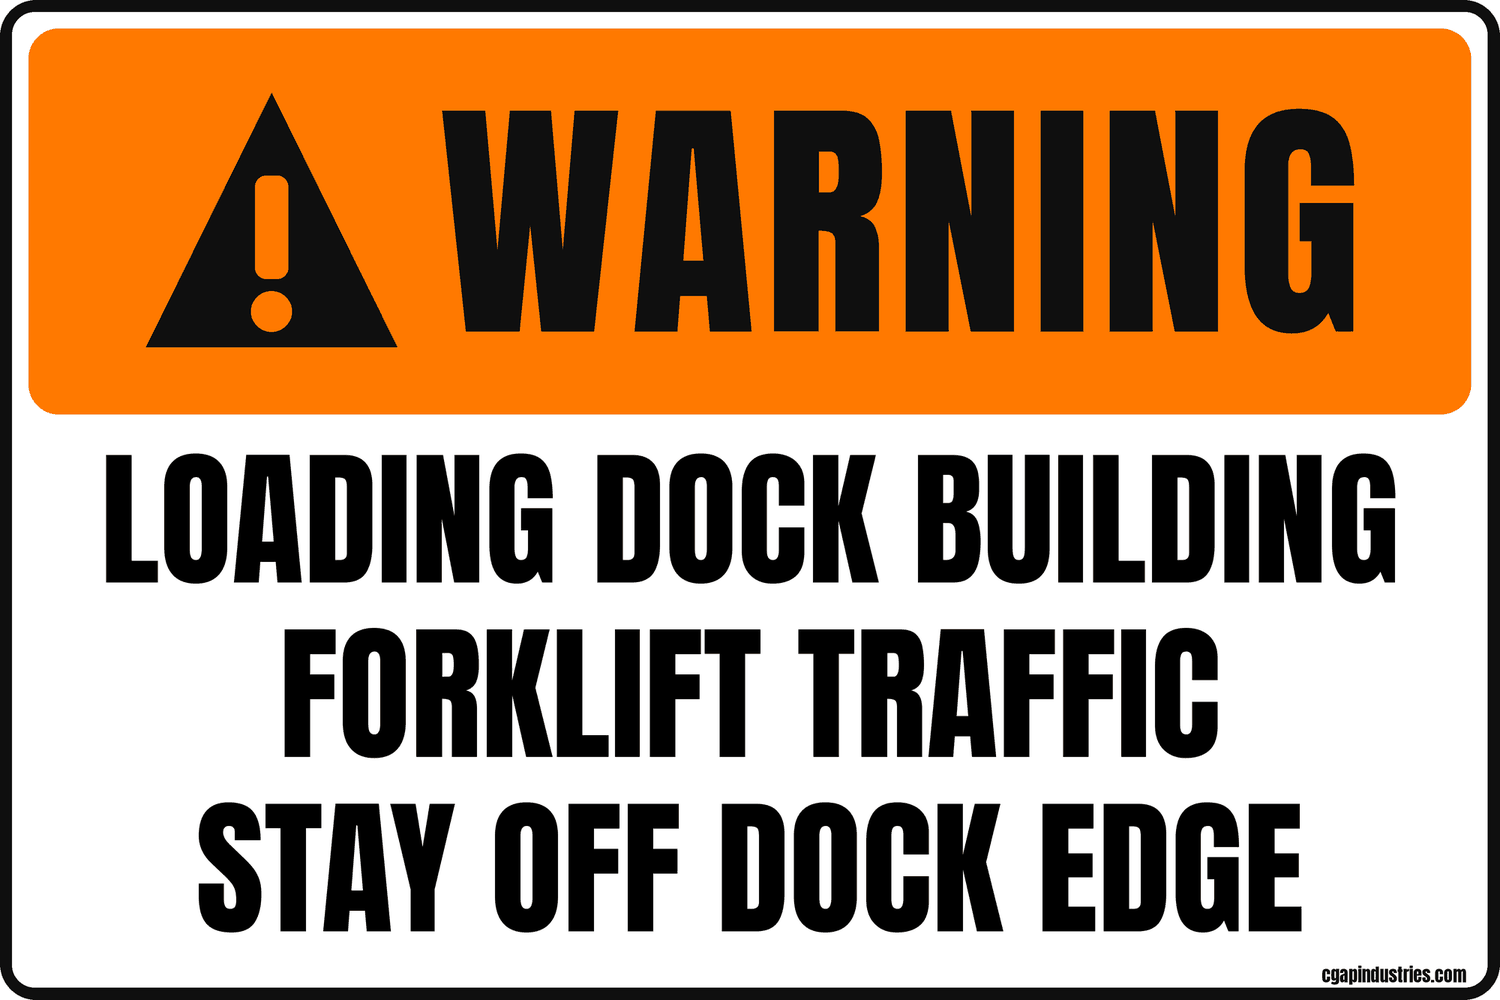 WARNING
LOADING DOCK BUILDING
FORKLIFT TRAFFIC
STAY OFF DOCK EDGE
cgapindustries.com